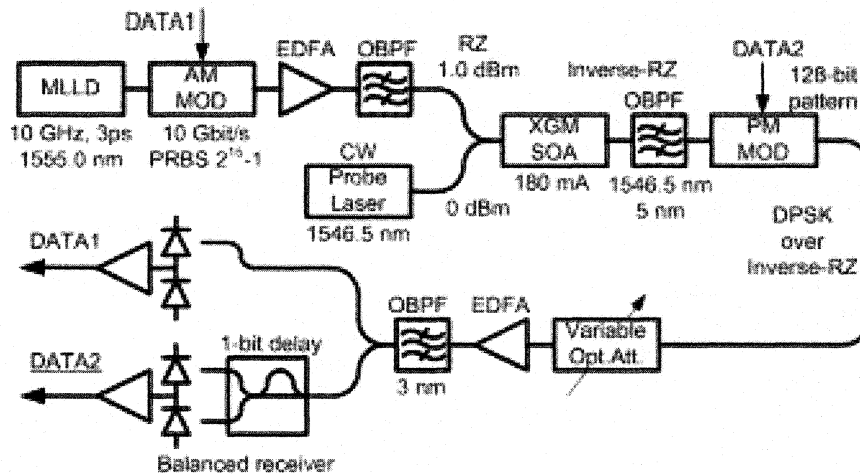 DATA1
EDFA
OBPF
RZ
1.0 dBm
Inverse-RZ
DATA2
128-bit
pattern
MLLD
AM
MOD
OBPF
XGM
SOA
PM
MOD
10 GHz, 3ps
1555.0 nm
10 Gbit/s
PRBS 2¹⁵-1
CW
Probe
Laser
1546.5 nm
0 dBm
180 mA
1546.5 nm
5 nm
DPSK
over
Inverse-RZ
DATA1
OBPF
EDFA
Variable
Opt.Att.
3 nm
1-bit delay
DATA2
Balanced receiver